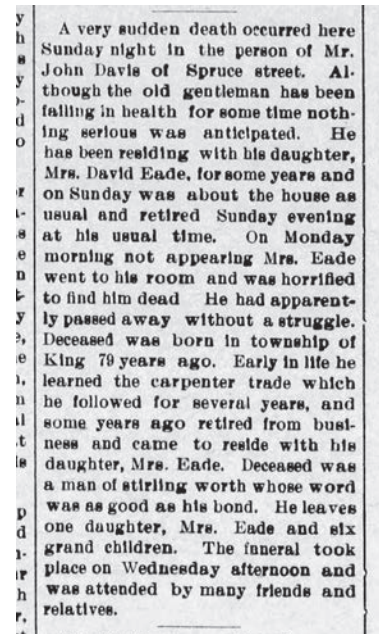 A very sudden death occurred here
Sunday night in the person of Mr.
John Davis of Spruce street. Al-
though the old gentleman has been
failing in health for some time noth-
ing serious was anticipated. He
has been residing with his daughter,
Mrs. David Eade, for some years and
on Sunday was about the house as
usual and retired Sunday evening
at his usual time. On Monday
morning not appearing Mrs. Eade
went to his room and was horrified
to find him dead He had apparent-
ly passed away without a struggle.
Deceased was born in township of
King 79 years ago. Early in life he
learned the carpenter trade which
he followed for several years, and
some years ago retired from busi-
ness and came to reside with his
daughter, Mrs. Eade. Deceased was
a man of stirling worth whose word
was as good as his bond. He leaves
one daughter, Mrs. Eade and six
grand children. The funeral took
place on Wednesday afternoon and
was attended by many friends and
relatives.